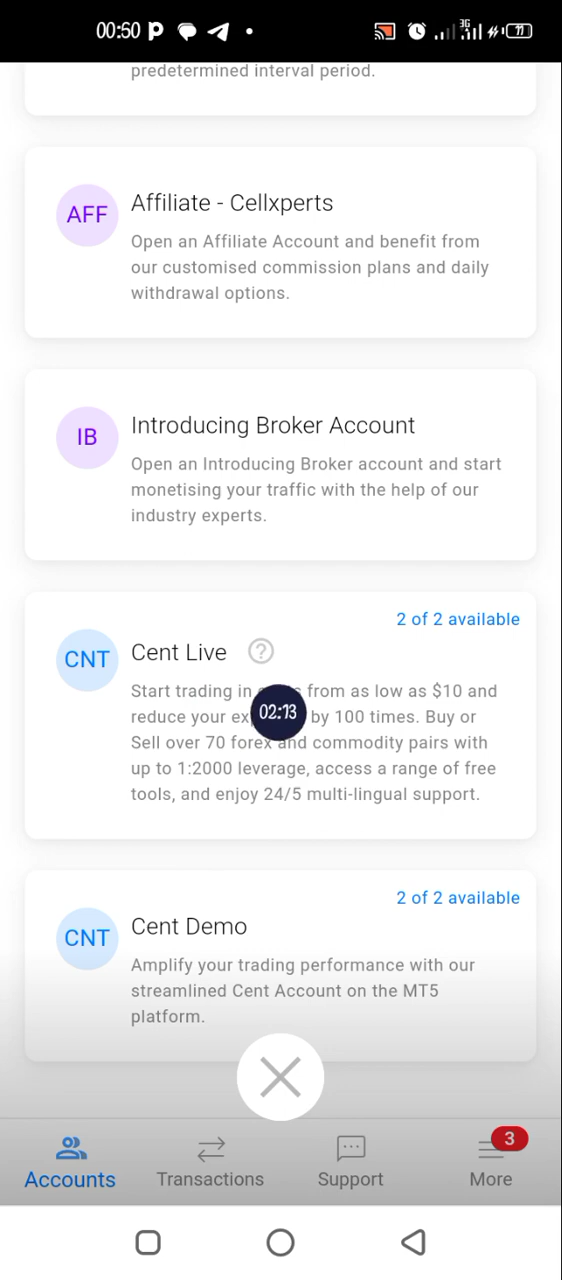 00:50
predetermined interval period.
AFF
Affiliate - Cellxperts
Open an Affiliate Account and benefit from
our customised commission plans and daily
withdrawal options.
IB
Introducing Broker Account
Open an Introducing Broker account and start
monetising your traffic with the help of our
industry experts.
2 of 2 available
CNT
Cent Live
?
Start trading in from as low as $10 and
reduce your by 100 times. Buy or
02:13
Sell over 70 forex and commodity pairs with
up to 1:2000 leverage, access a range of free
tools, and enjoy 24/5 multi-lingual support.
2 of 2 available
CNT
Cent Demo
Amplify your trading performance with our
streamlined Cent Account on the MT5
platform.
3
Accounts
Transactions
Support
More